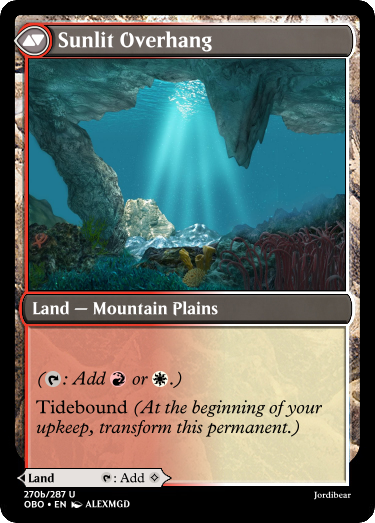 Sunlit Overhang
Land — Mountain Plains
(: Add or .)
Tidebound (At the beginning of your
upkeep, transform this permanent.)
Land : Add
270b/287 U
OBO • EN ALEXMGD
Jordibear